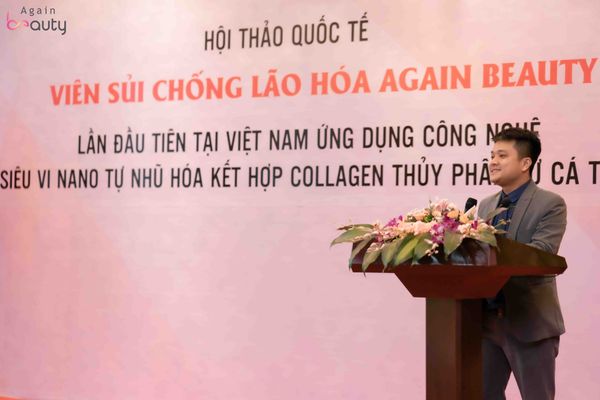 Again
beauty
HỘI THẢO QUỐC TẾ
VIÊN SỦI CHỐNG LÃO HÓA AGAIN BEAUTY
LẦN ĐẦU TIÊN TẠI VIỆT NAM ỨNG DỤNG CÔNG NGHỆ
SIÊU VI NANO TỰ NHŨ HÓA KẾT HỢP COLLAGEN THỦY PHÂN CÁ